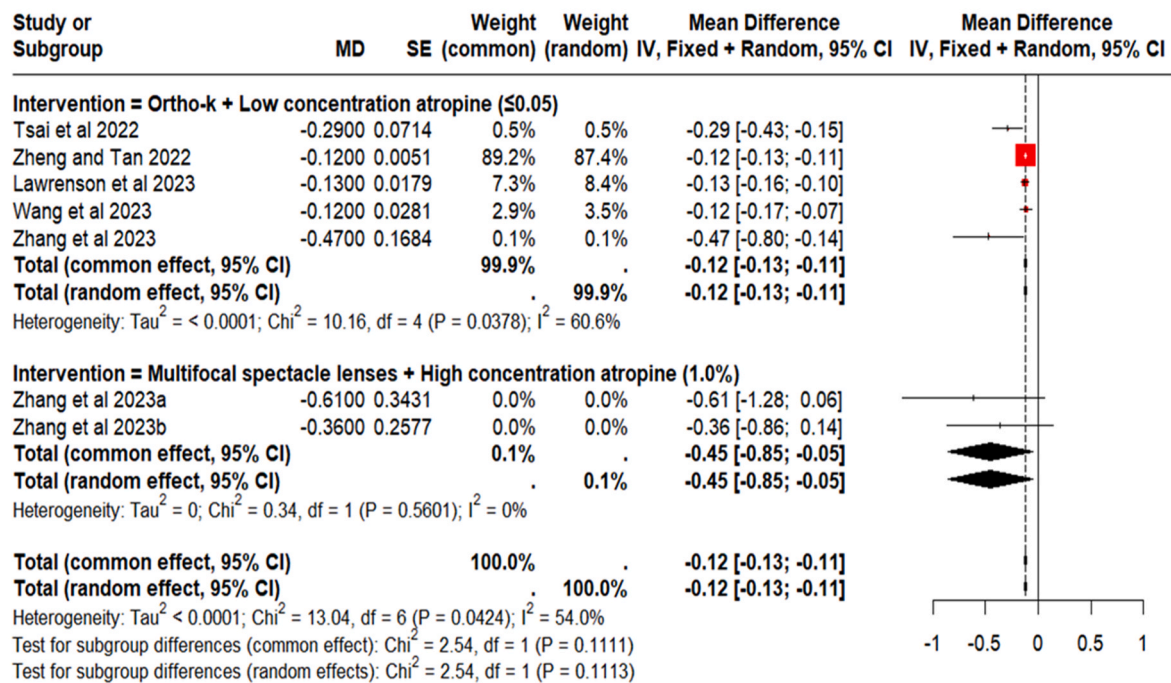 Study or Weight Weight Mean Difference Mean Difference
Subgroup MD SE (common) (random) IV, Fixed + Random, 95% CI IV, Fixed + Random, 95% CI
Intervention = Ortho-k + Low concentration atropine (≤0.05)
Tsai et al 2022 -0.2900 0.0714 0.5% 0.5% -0.29 [-0.43; -0.15]
Zheng and Tan 2022 -0.1200 0.0051 89.2% 87.4% -0.12 [-0.13; -0.11]
Lawrenson et al 2023 -0.1300 0.0179 7.3% 8.4% -0.13 [-0.16; -0.10]
Wang et al 2023 -0.1200 0.0281 2.9% 3.5% -0.12 [-0.17; -0.07]
Zhang et al 2023 -0.4700 0.1684 0.1% 0.1% -0.47 [-0.80; -0.14]
Total (common effect, 95% CI) 99.9% . -0.12 [-0.13; -0.11]
Total (random effect, 95% CI) . 99.9% -0.12 [-0.13; -0.11]
Heterogeneity: Tau² = < 0.0001; Chi² = 10.16, df = 4 (P = 0.0378); I² = 60.6%
Intervention = Multifocal spectacle lenses + High concentration atropine (1.0%)
Zhang et al 2023a -0.6100 0.3431 0.0% 0.0% -0.61 [-1.28; 0.06]
Zhang et al 2023b -0.3600 0.2577 0.0% 0.0% -0.36 [-0.86; 0.14]
Total (common effect, 95% CI) 0.1% . -0.45 [-0.85; -0.05]
Total (random effect, 95% CI) . 0.1% -0.45 [-0.85; -0.05]
Heterogeneity: Tau² = 0; Chi² = 0.34, df = 1 (P = 0.5601); I² = 0%
Total (common effect, 95% CI) 100.0% . -0.12 [-0.13; -0.11]
Total (random effect, 95% CI) . 100.0% -0.12 [-0.13; -0.11]
Heterogeneity: Tau² < 0.0001; Chi² = 13.04, df = 6 (P = 0.0424); I² = 54.0%
Test for subgroup differences (common effect): Chi² = 2.54, df = 1 (P = 0.1111)
Test for subgroup differences (random effects): Chi² = 2.54, df = 1 (P = 0.1113)
-1 -0.5 0 0.5 1